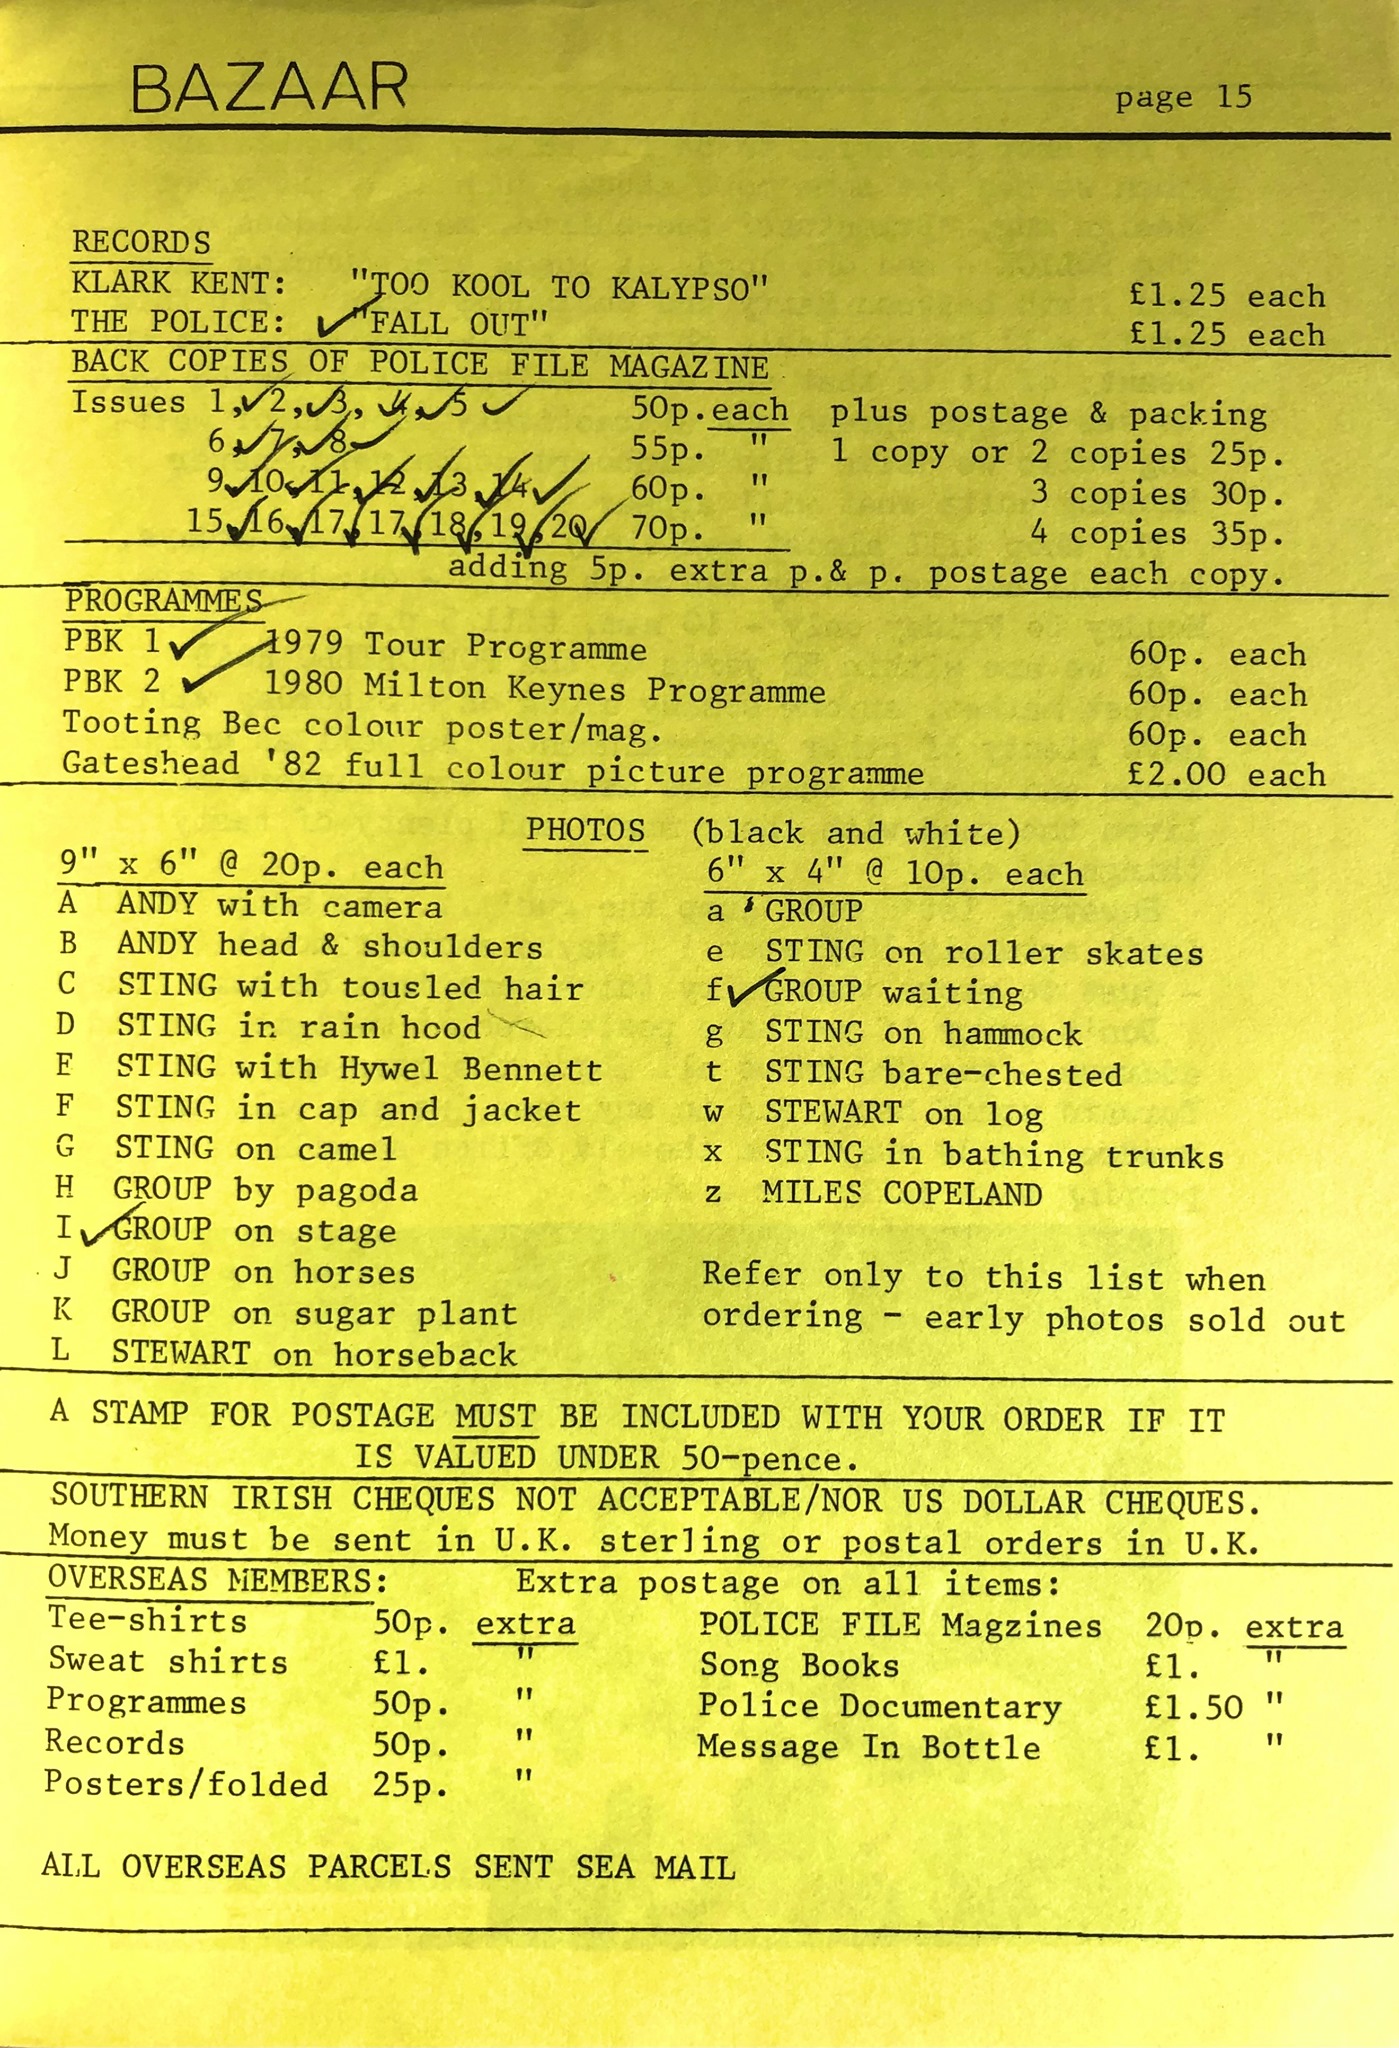 BAZAAR page 15
RECORDS
KLARK KENT: "TOO KOOL TO KALYPSO" £1.25 each
THE POLICE: "FALL OUT" £1.25 each
BACK COPIES OF POLICE FILE MAGAZINE
Issues 1, 2, 3, 4, 5 50p. each plus postage & packing
6, 7, 8 55p. " 1 copy or 2 copies 25p.
9, 10, 11, 12, 13, 14 60p. " 3 copies 30p.
15, 16, 17, 17, 18, 19, 20 70p. " 4 copies 35p.
adding 5p. extra p.& p. postage each copy.
PROGRAMMES
PBK 1 1979 Tour Programme 60p. each
PBK 2 1980 Milton Keynes Programme 60p. each
Tooting Bec colour poster/mag. 60p. each
Gateshead '82 full colour picture programme £2.00 each
PHOTOS (black and white)
9" x 6" @ 20p. each
A ANDY with camera
B ANDY head & shoulders
C STING with tousled hair
D STING in rain hood
E STING with Hywel Bennett
F STING in cap and jacket
G STING on camel
H GROUP by pagoda
I GROUP on stage
J GROUP on horses
K GROUP on sugar plant
L STEWART on horseback
6" x 4" @ 10p. each
a GROUP
e STING on roller skates
f GROUP waiting
g STING on hammock
t STING bare-chested
w STEWART on log
x STING in bathing trunks
z MILES COPELAND
Refer only to this list when
ordering - early photos sold out
A STAMP FOR POSTAGE MUST BE INCLUDED WITH YOUR ORDER IF IT
IS VALUED UNDER 50-pence.
SOUTHERN IRISH CHEQUES NOT ACCEPTABLE/NOR US DOLLAR CHEQUES.
Money must be sent in U.K. sterling or postal orders in U.K.
OVERSEAS MEMBERS: Extra postage on all items:
Tee-shirts 50p. extra POLICE FILE Magzines 20p. extra
Sweat shirts £1. " Song Books £1. "
Programmes 50p. " Police Documentary £1.50 "
Records 50p. " Message In Bottle £1. "
Posters/folded 25p. "
ALL OVERSEAS PARCELS SENT SEA MAIL